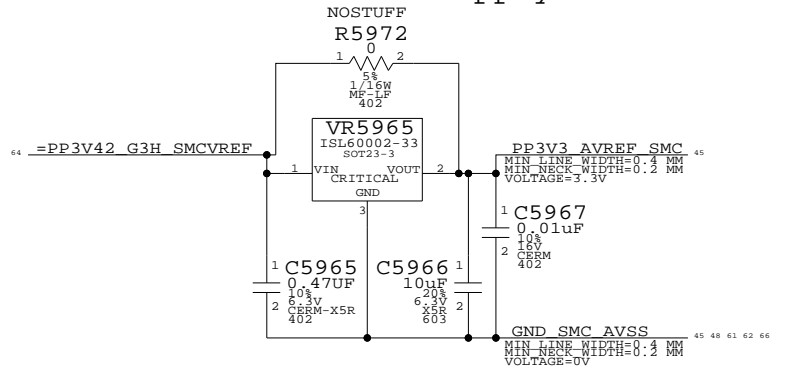 NOSTUFF
R5972
0
1 2
5%
1/16W
MF-LF
402
VR5965
ISL60002-33
SOT23-3
64 =PP3V42_G3H_SMCVREF
1 VIN VOUT 2
CRITICAL
GND
3
PP3V3_AVREF_SMC 45
MIN_LINE_WIDTH=0.4 MM
MIN_NECK_WIDTH=0.2 MM
VOLTAGE=3.3V
1 C5967
0.01uF
10%
16V
2 CERM
402
1 C5965
0.47UF
10%
6.3V
2 CERM-X5R
402
C5966 1
10uF
20%
6.3V 2
X5R
603
GND_SMC_AVSS 45 48 61 62 66
MIN_LINE_WIDTH=0.4 MM
MIN_NECK_WIDTH=0.2 MM
VOLTAGE=0V